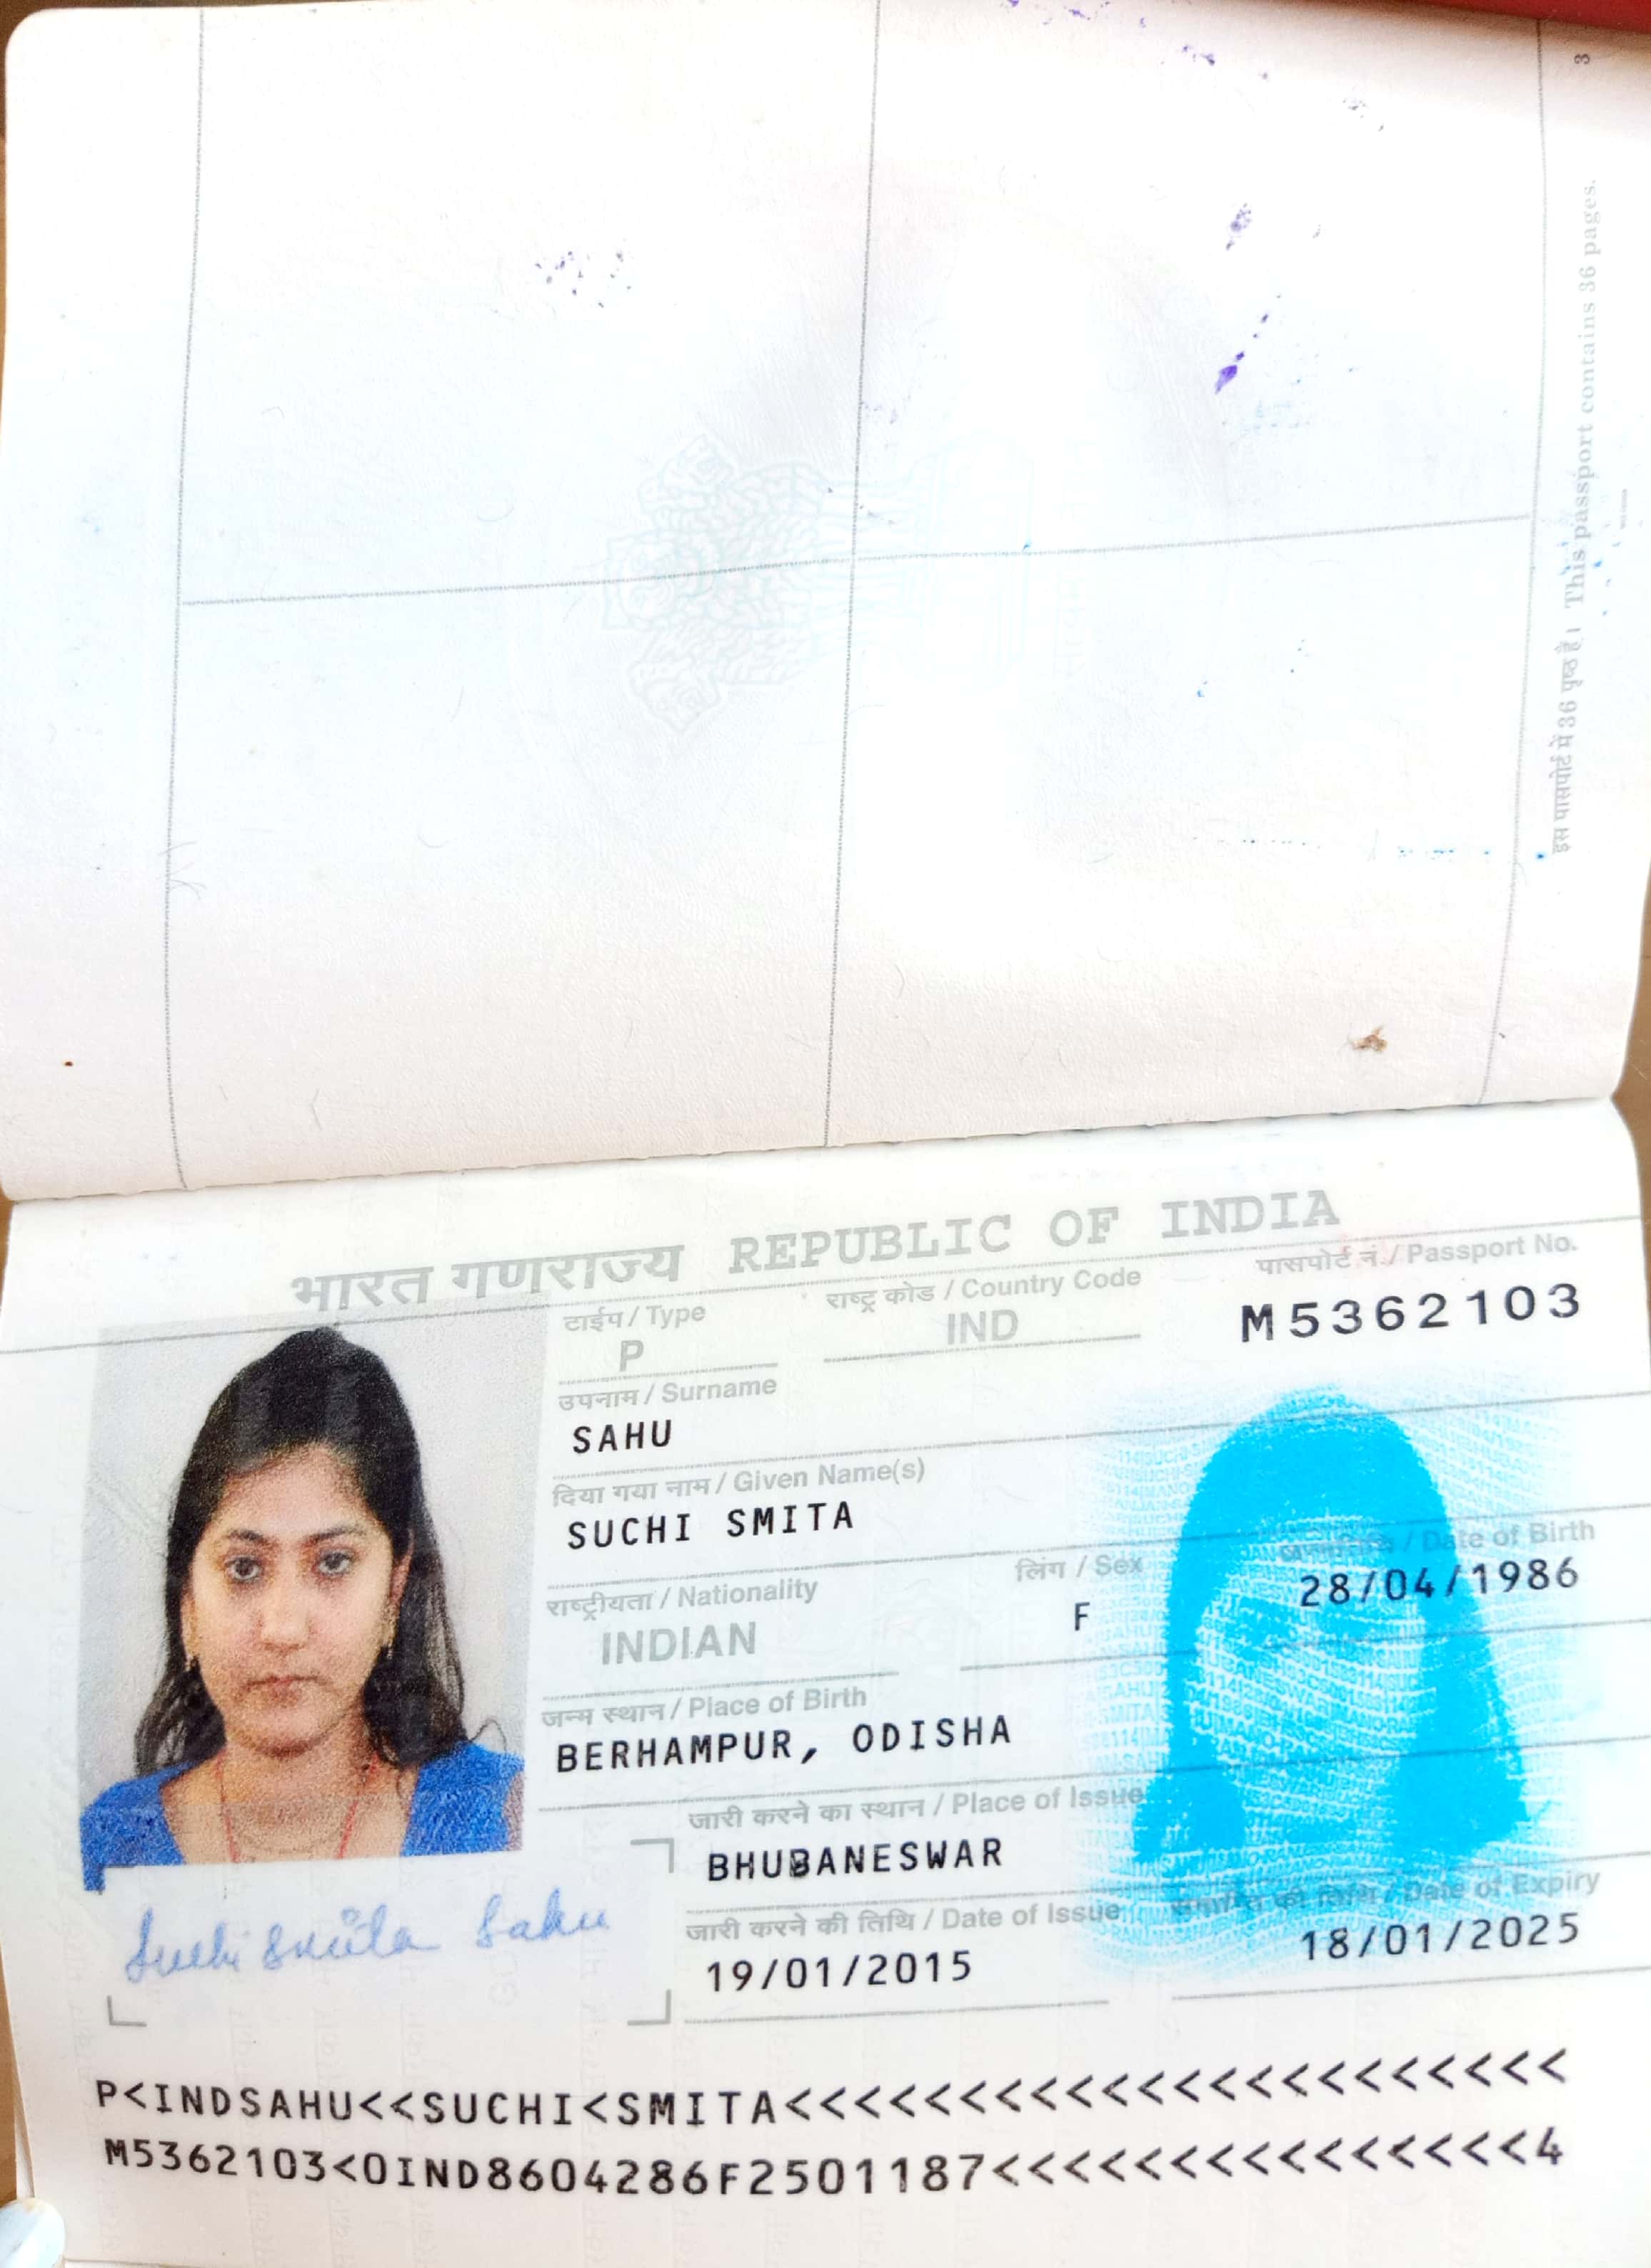 3
इस पासपोर्ट में 36 पृष्ठ है। This passport contains 36 pages.
भारत गणराज्य REPUBLIC OF INDIA
टाईप / Type
राष्ट्र कोड / Country Code
पासपोर्ट नं. / Passport No.
P
IND
M5362103
उपनाम / Surname
SAHU
दिया गया नाम / Given Name(s)
SUCHI SMITA
राष्ट्रीयता / Nationality
लिंग / Sex
/ Date of Birth
INDIAN
F
28/04/1986
जन्म स्थान / Place of Birth
BERHAMPUR, ODISHA
जारी करने का स्थान / Place of Issue
BHUBANESWAR
जारी करने की तिथि / Date of Issue
समाप्ति की तिथि / Date of Expiry
19/01/2015
18/01/2025
Suchi Smita Sahu
P<INDSAHU<<SUCHI<SMITA<<<<<<<<<<<<<<<<<<<<<<
M5362103<0IND8604286F2501187<<<<<<<<<<<<<<<4